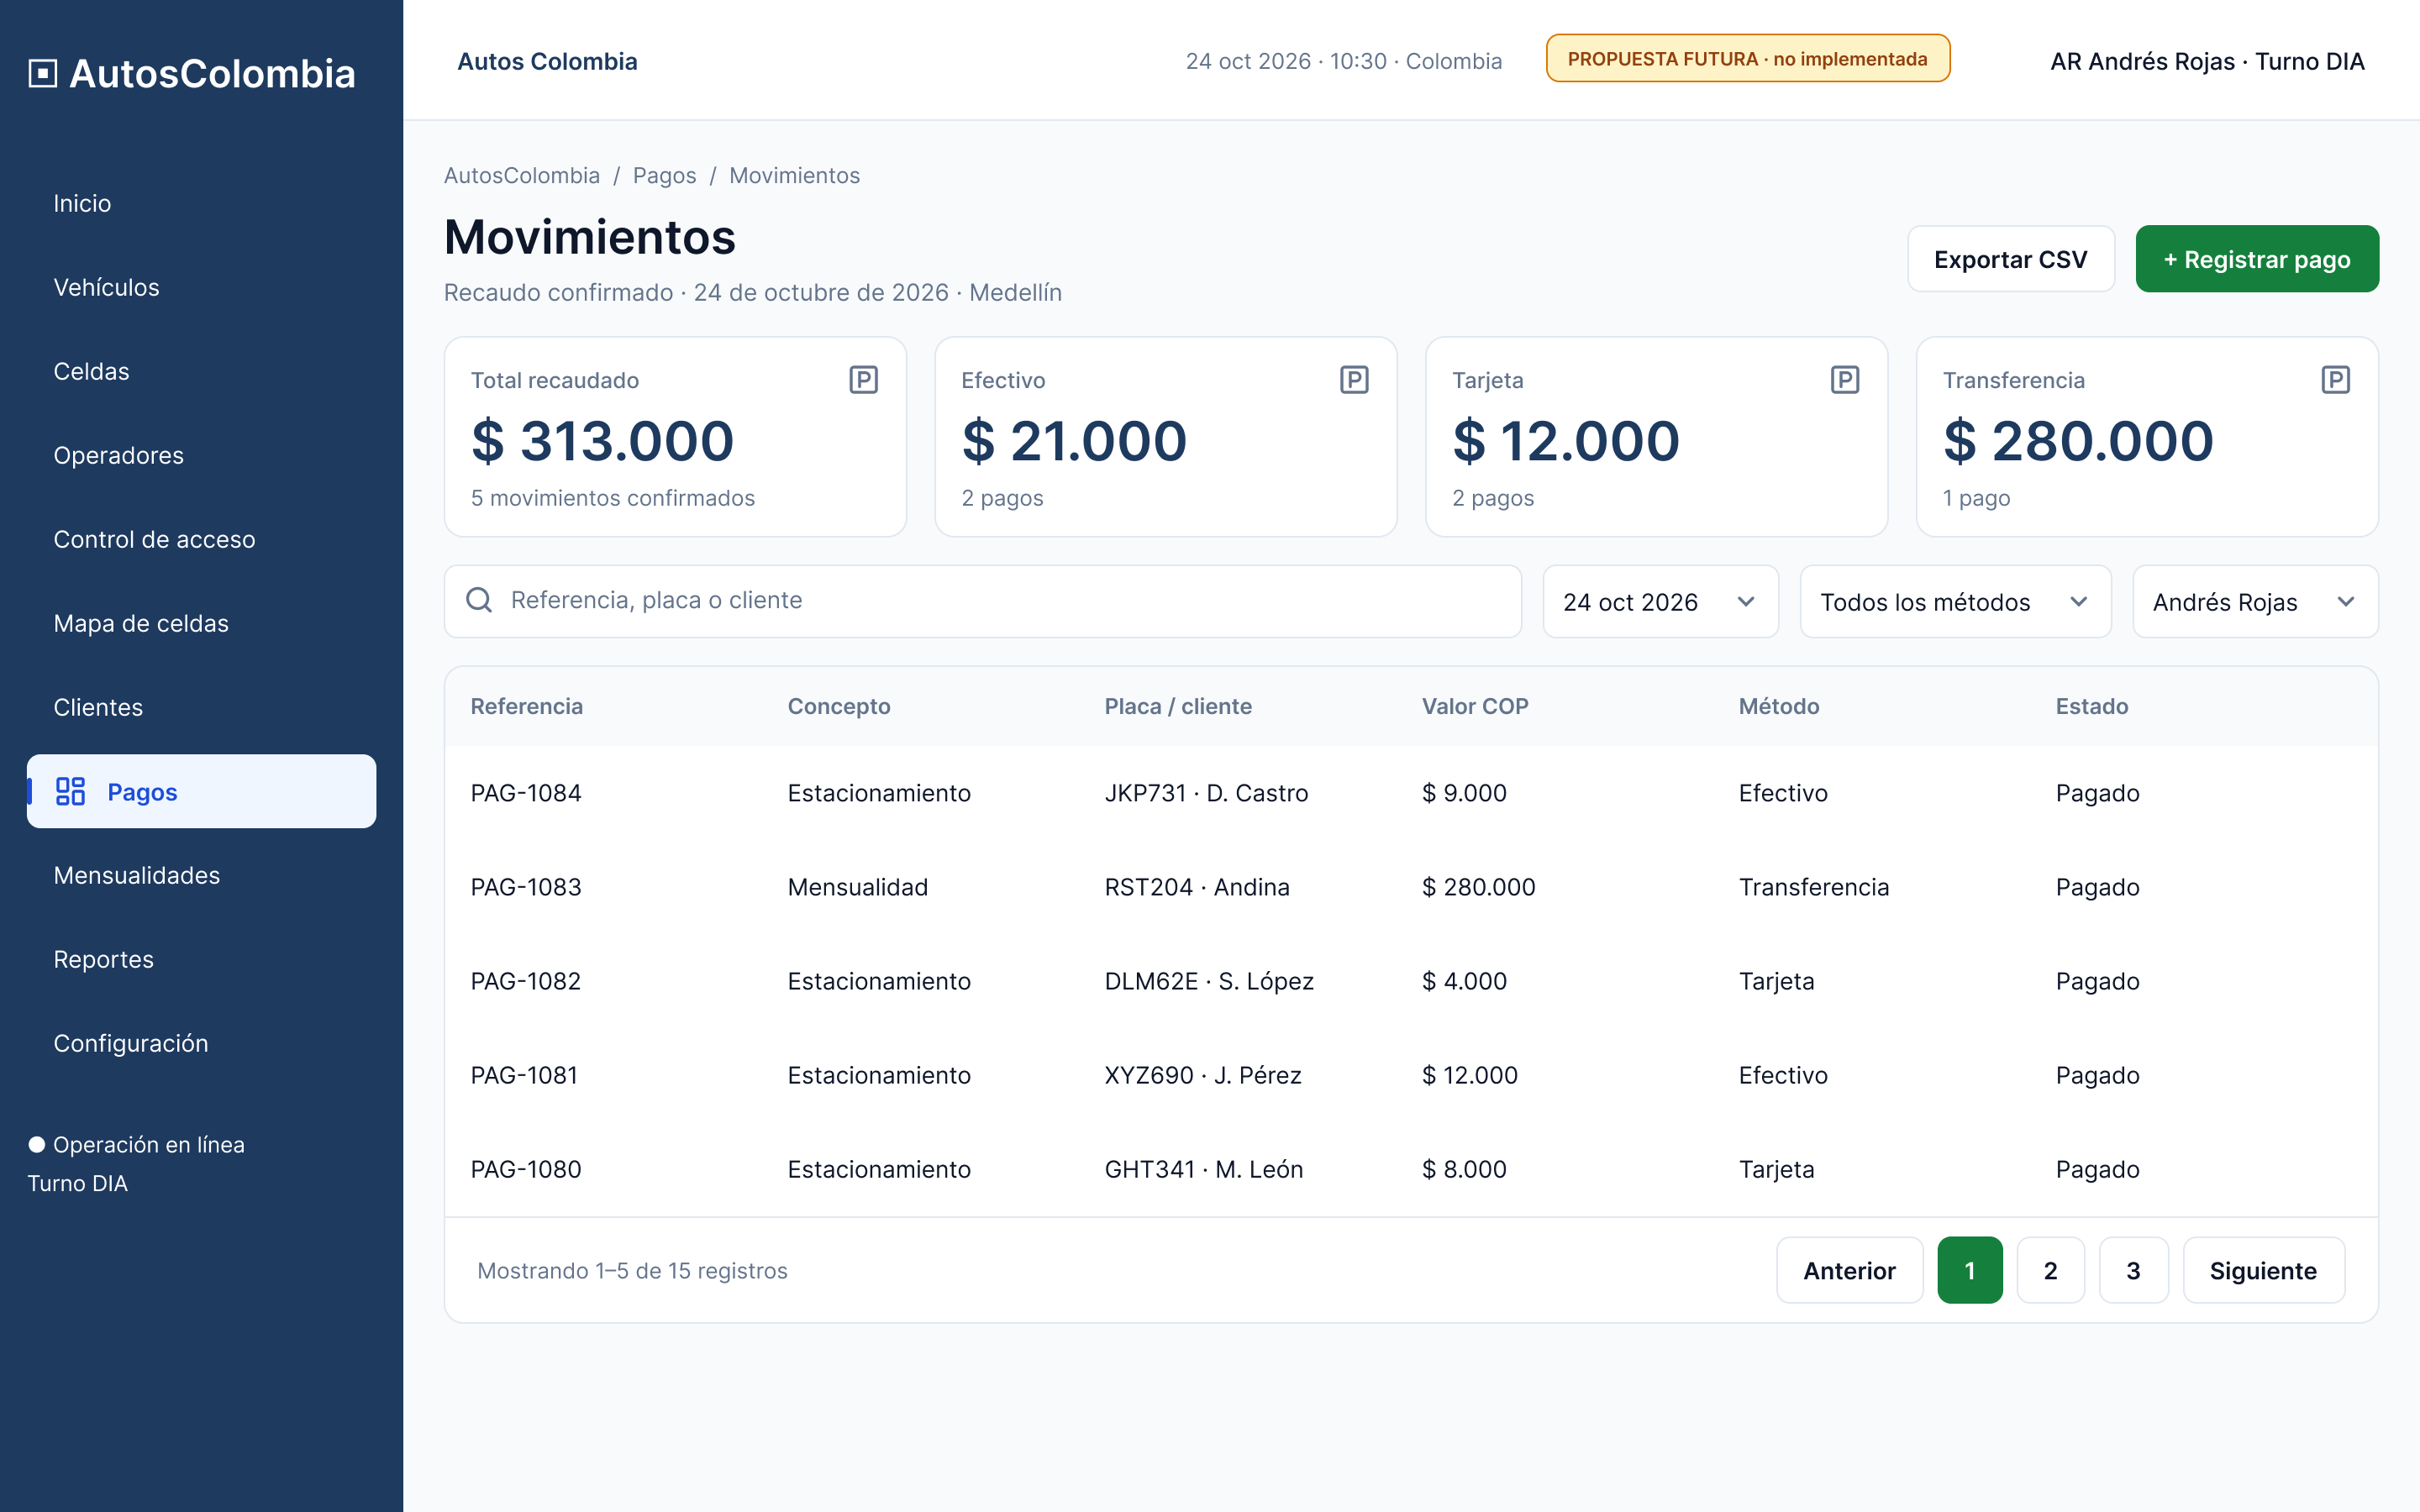 AutosColombia
Inicio
Vehículos
Celdas
Operadores
Control de acceso
Mapa de celdas
Clientes
Pagos
Mensualidades
Reportes
Configuración
Operación en línea
Turno DIA
Autos Colombia
24 oct 2026 · 10:30 · Colombia
PROPUESTA FUTURA · no implementada
AR Andrés Rojas · Turno DIA
AutosColombia / Pagos / Movimientos
Movimientos
Recaudo confirmado · 24 de octubre de 2026 · Medellín
Exportar CSV
+ Registrar pago
Total recaudado
P
$ 313.000
5 movimientos confirmados
Efectivo
P
$ 21.000
2 pagos
Tarjeta
P
$ 12.000
2 pagos
Transferencia
P
$ 280.000
1 pago
Referencia, placa o cliente
24 oct 2026
Todos los métodos
Andrés Rojas
Referencia Concepto Placa / cliente Valor COP Método Estado
PAG-1084 Estacionamiento JKP731 · D. Castro $ 9.000 Efectivo Pagado
PAG-1083 Mensualidad RST204 · Andina $ 280.000 Transferencia Pagado
PAG-1082 Estacionamiento DLM62E · S. López $ 4.000 Tarjeta Pagado
PAG-1081 Estacionamiento XYZ690 · J. Pérez $ 12.000 Efectivo Pagado
PAG-1080 Estacionamiento GHT341 · M. León $ 8.000 Tarjeta Pagado
Mostrando 1–5 de 15 registros
Anterior 1 2 3 Siguiente